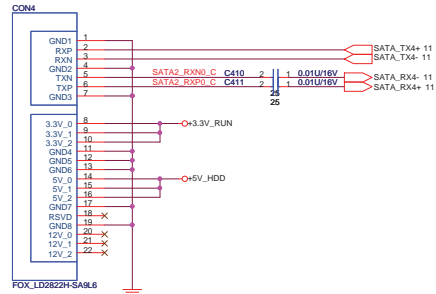 CON4
GND1 1
RXP 2 SATA_TX4+ 11
RXN 3 SATA_TX4- 11
GND2 4
TXN 5 SATA2_RXN0_C C410 2 1 0.01U/16V SATA_RX4- 11
TXP 6 SATA2_RXP0_C C411 2 1 0.01U/16V SATA_RX4+ 11
GND3 7
25
25
3.3V_0 8 +3.3V_RUN
3.3V_1 9
3.3V_2 10
GND4 11
GND5 12
GND6 13
5V_0 14 +5V_HDD
5V_1 15
5V_2 16
GND7 17
RSVD 18
GND8 19
12V_0 20
12V_1 21
12V_2 22
FOX_LD2822H-SA9L6